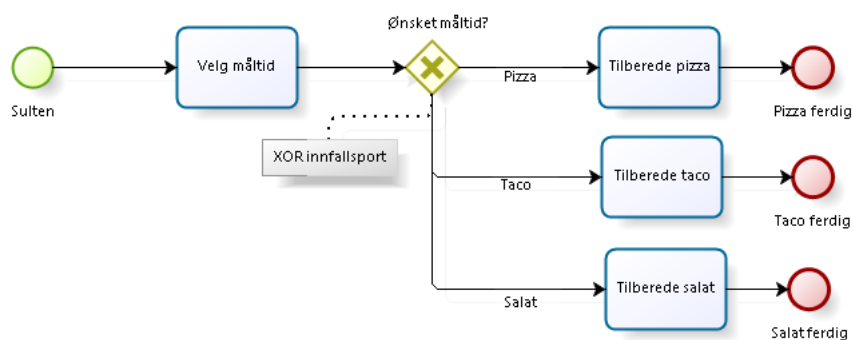 Ønsket måltid?
Velg måltid
Tilberede pizza
Sulten
Pizza
Pizza ferdig
XOR innfallsport
Tilberede taco
Taco
Taco ferdig
Tilberede salat
Salat
Salat ferdig